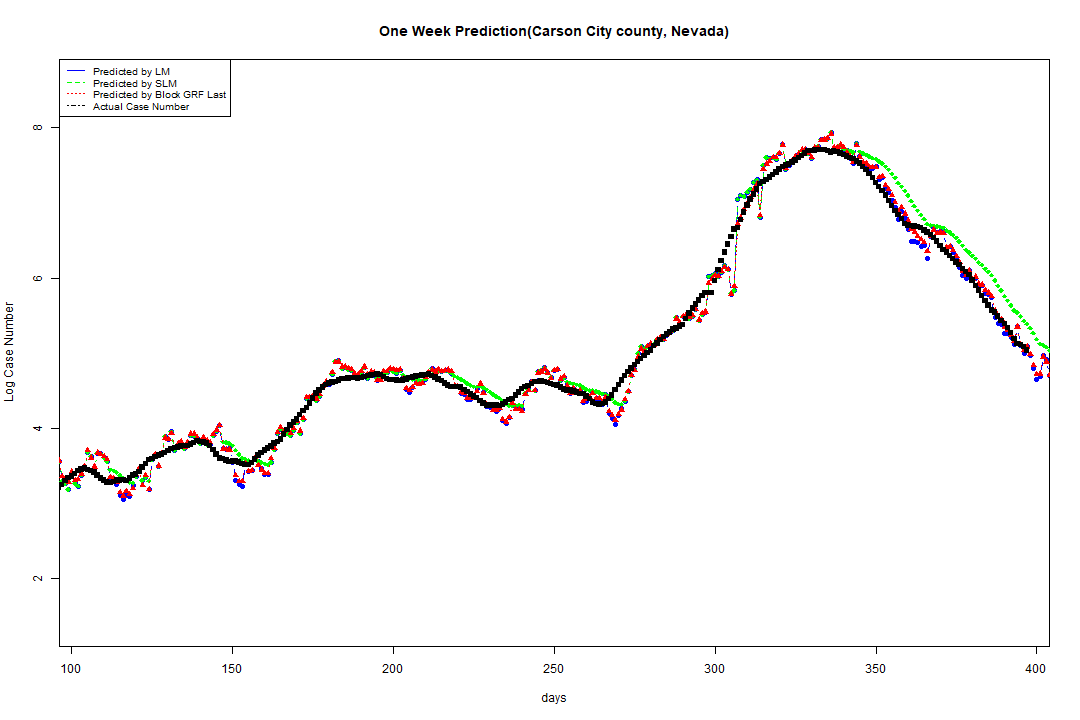 One Week Prediction(Carson City county, Nevada)
Predicted by LM
Predicted by SLM
Predicted by Block GRF Last
Actual Case Number
8
6
4
2
Log Case Number
100 150 200 250 300 350 400
days